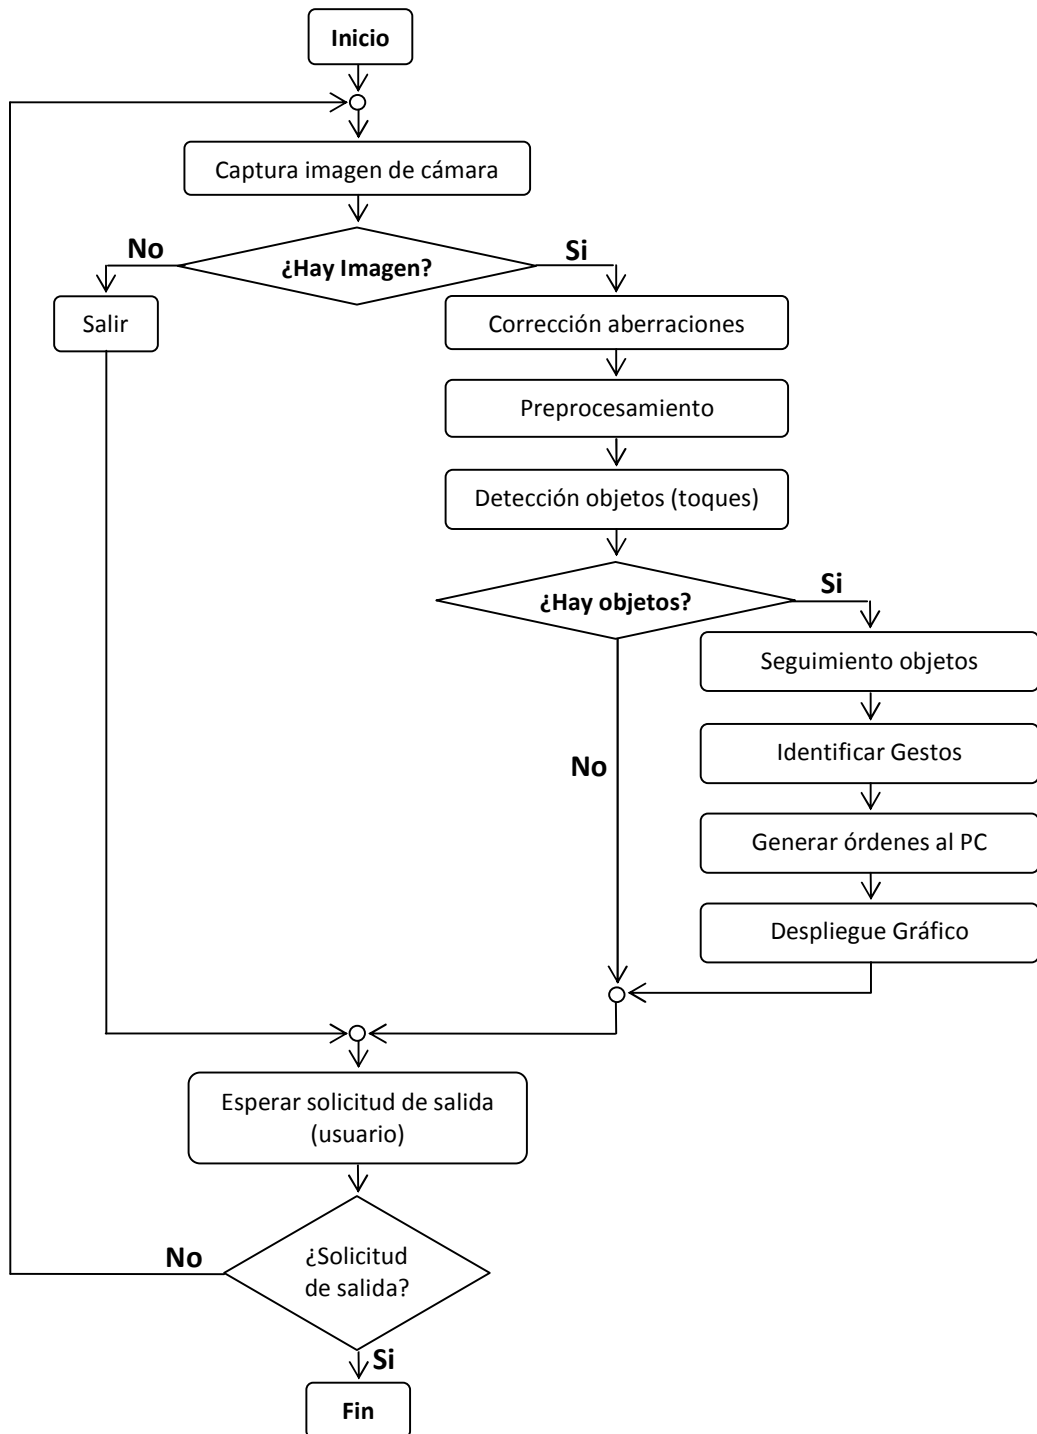 Inicio
Captura imagen de cámara
No
Si
¿Hay Imagen?
Salir
Corrección aberraciones
Preprocesamiento
Detección objetos (toques)
Si
¿Hay objetos?
Seguimiento objetos
No
Identificar Gestos
Generar órdenes al PC
Despliegue Gráfico
Esperar solicitud de salida
(usuario)
No
¿Solicitud
de salida?
Si
Fin